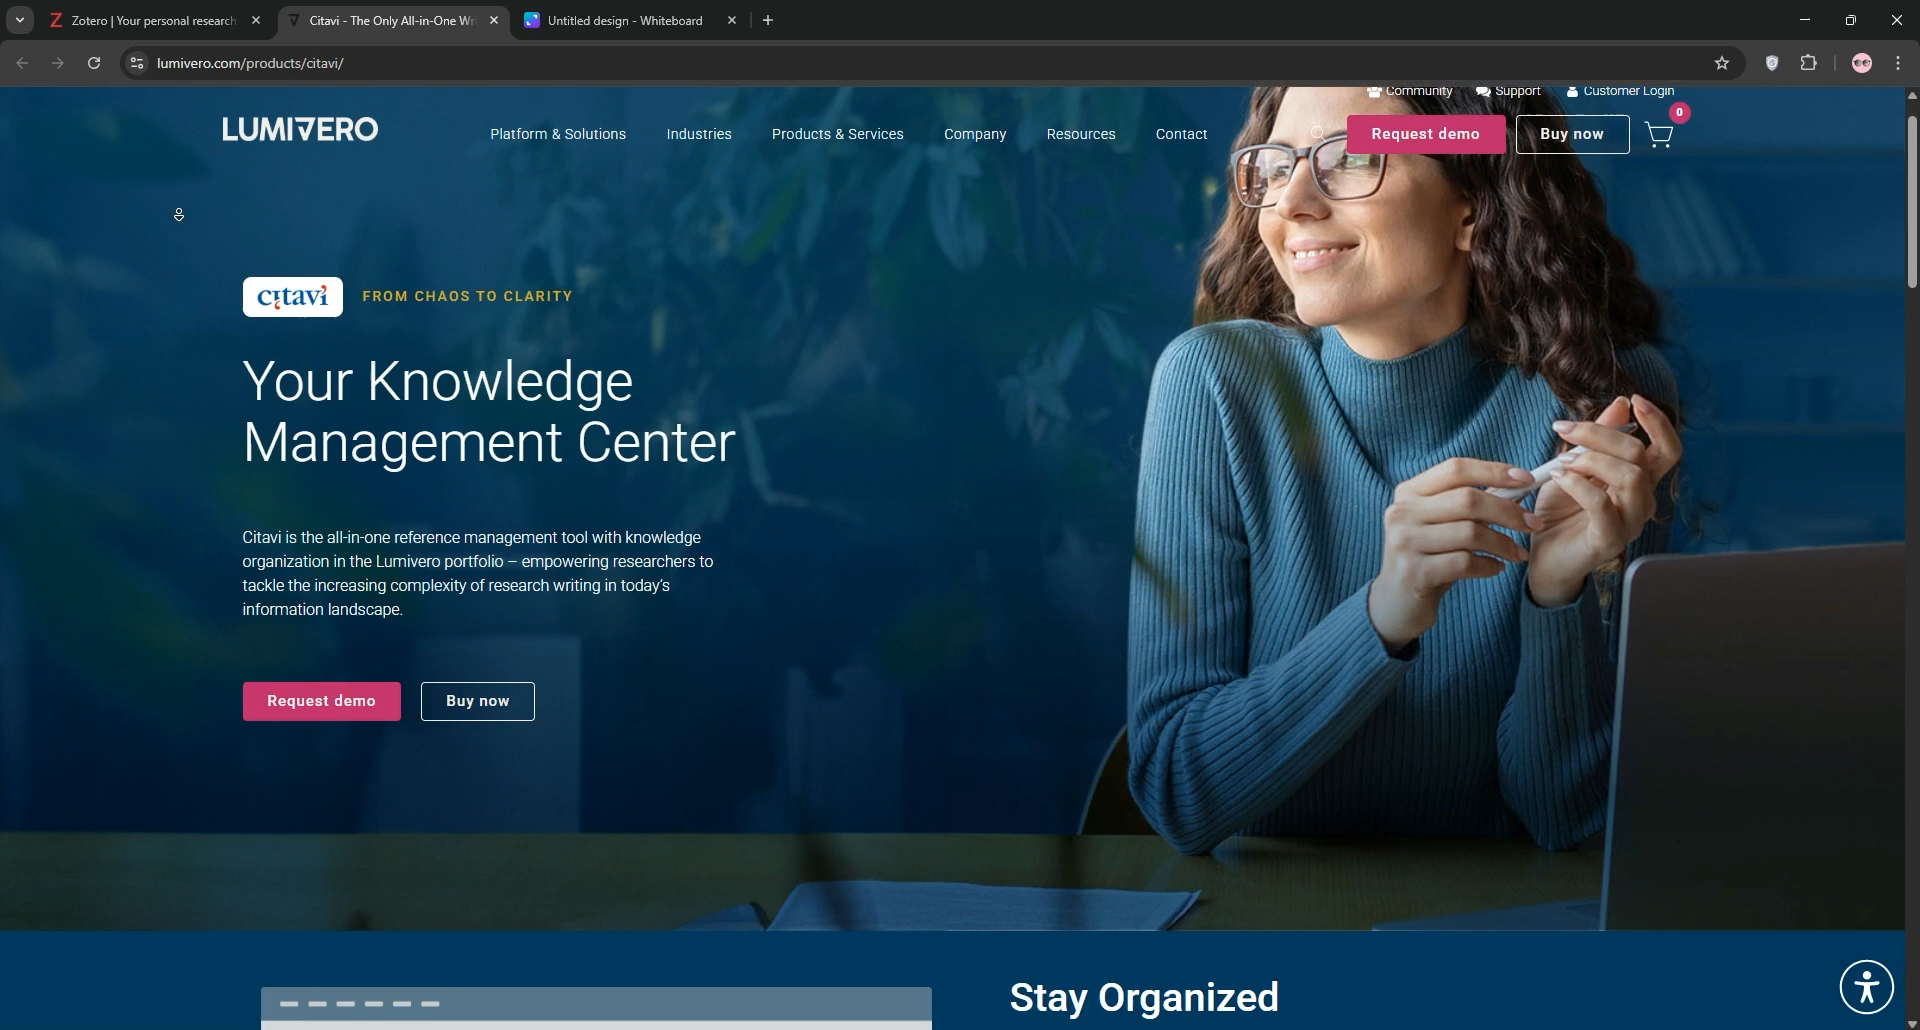 Zotero | Your personal research
Citavi - The Only All-in-One Wr
Untitled design - Whiteboard
lumivero.com/products/citavi/
Community
Support
Customer Login
LUMIVERO
Platform & Solutions
Industries
Products & Services
Company
Resources
Contact
Request demo
Buy now
0
citavi
FROM CHAOS TO CLARITY
Your Knowledge
Management Center
Citavi is the all-in-one reference management tool with knowledge
organization in the Lumivero portfolio – empowering researchers to
tackle the increasing complexity of research writing in today's
information landscape.
Request demo
Buy now
Stay Organized